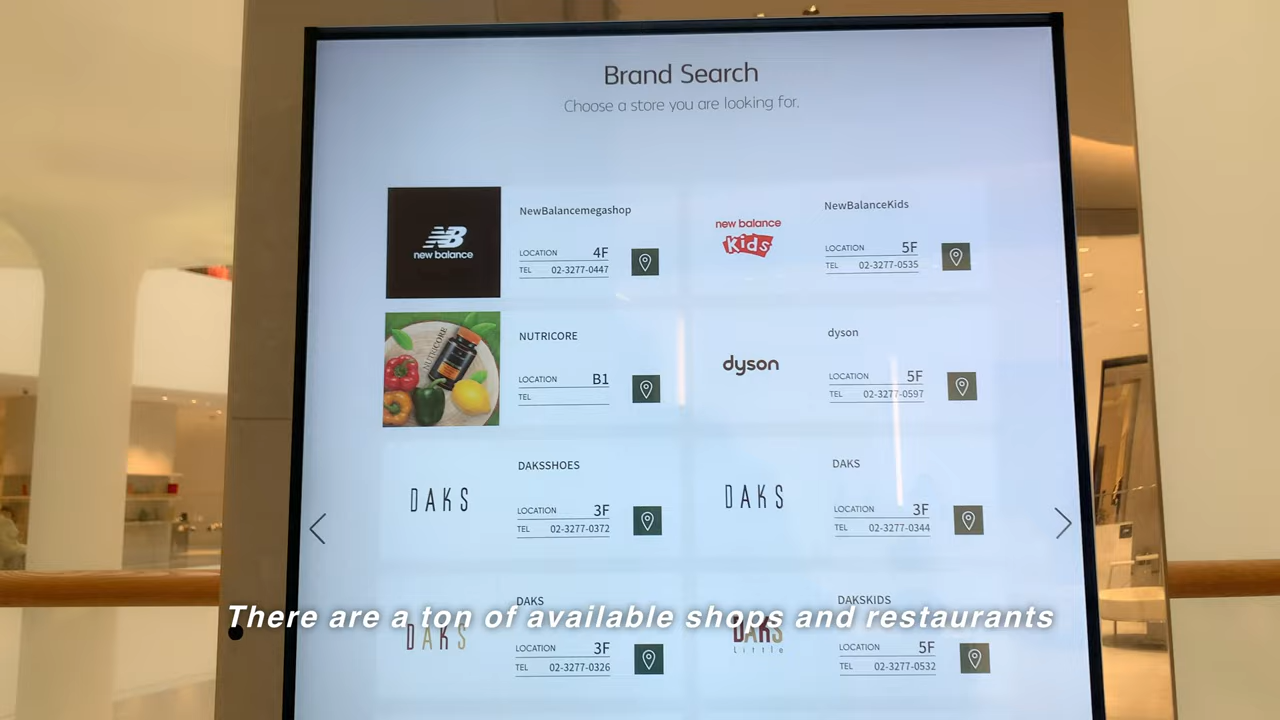 Brand Search
Choose a store you are looking for.
new balance
NewBalancemegashop
LOCATION 4F
TEL 02-3277-0447
new balance
Kids
NewBalanceKids
LOCATION 5F
TEL 02-3277-0535
NUTRICORE
NUTRICORE
LOCATION B1
TEL
dyson
dyson
LOCATION 5F
TEL 02-3277-0597
DAKS
DAKSSHOES
LOCATION 3F
TEL 02-3277-0372
DAKS
DAKS
LOCATION 3F
TEL 02-3277-0344
DAKS
DAKS
LOCATION 3F
TEL 02-3277-0326
DAKS
Little
DAKSKIDS
LOCATION 5F
TEL 02-3277-0532
There are a ton of available shops and restaurants